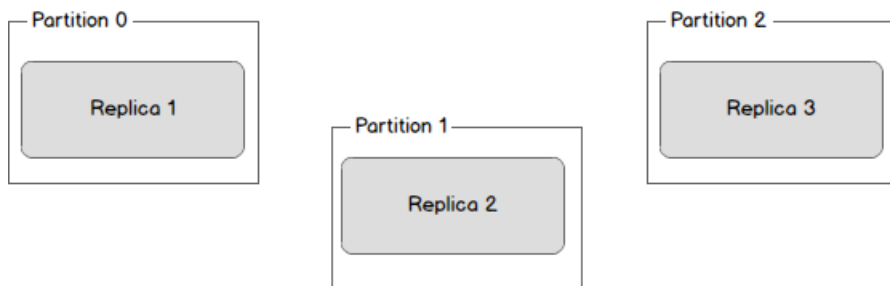 Partition 0
Replica 1
Partition 1
Replica 2
Partition 2
Replica 3